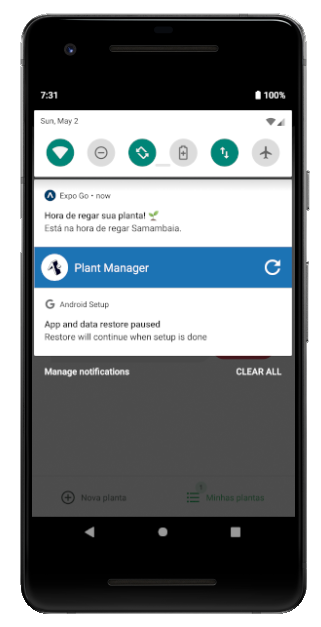 7:31
100%
Sun, May 2
Expo Go • now
Hora de regar sua planta! 🌱
Está na hora de regar Samambaia.
Plant Manager
Android Setup
App and data restore paused
Restore will continue when setup is done
Manage notifications
CLEAR ALL
Nova planta
1
Minhas plantas